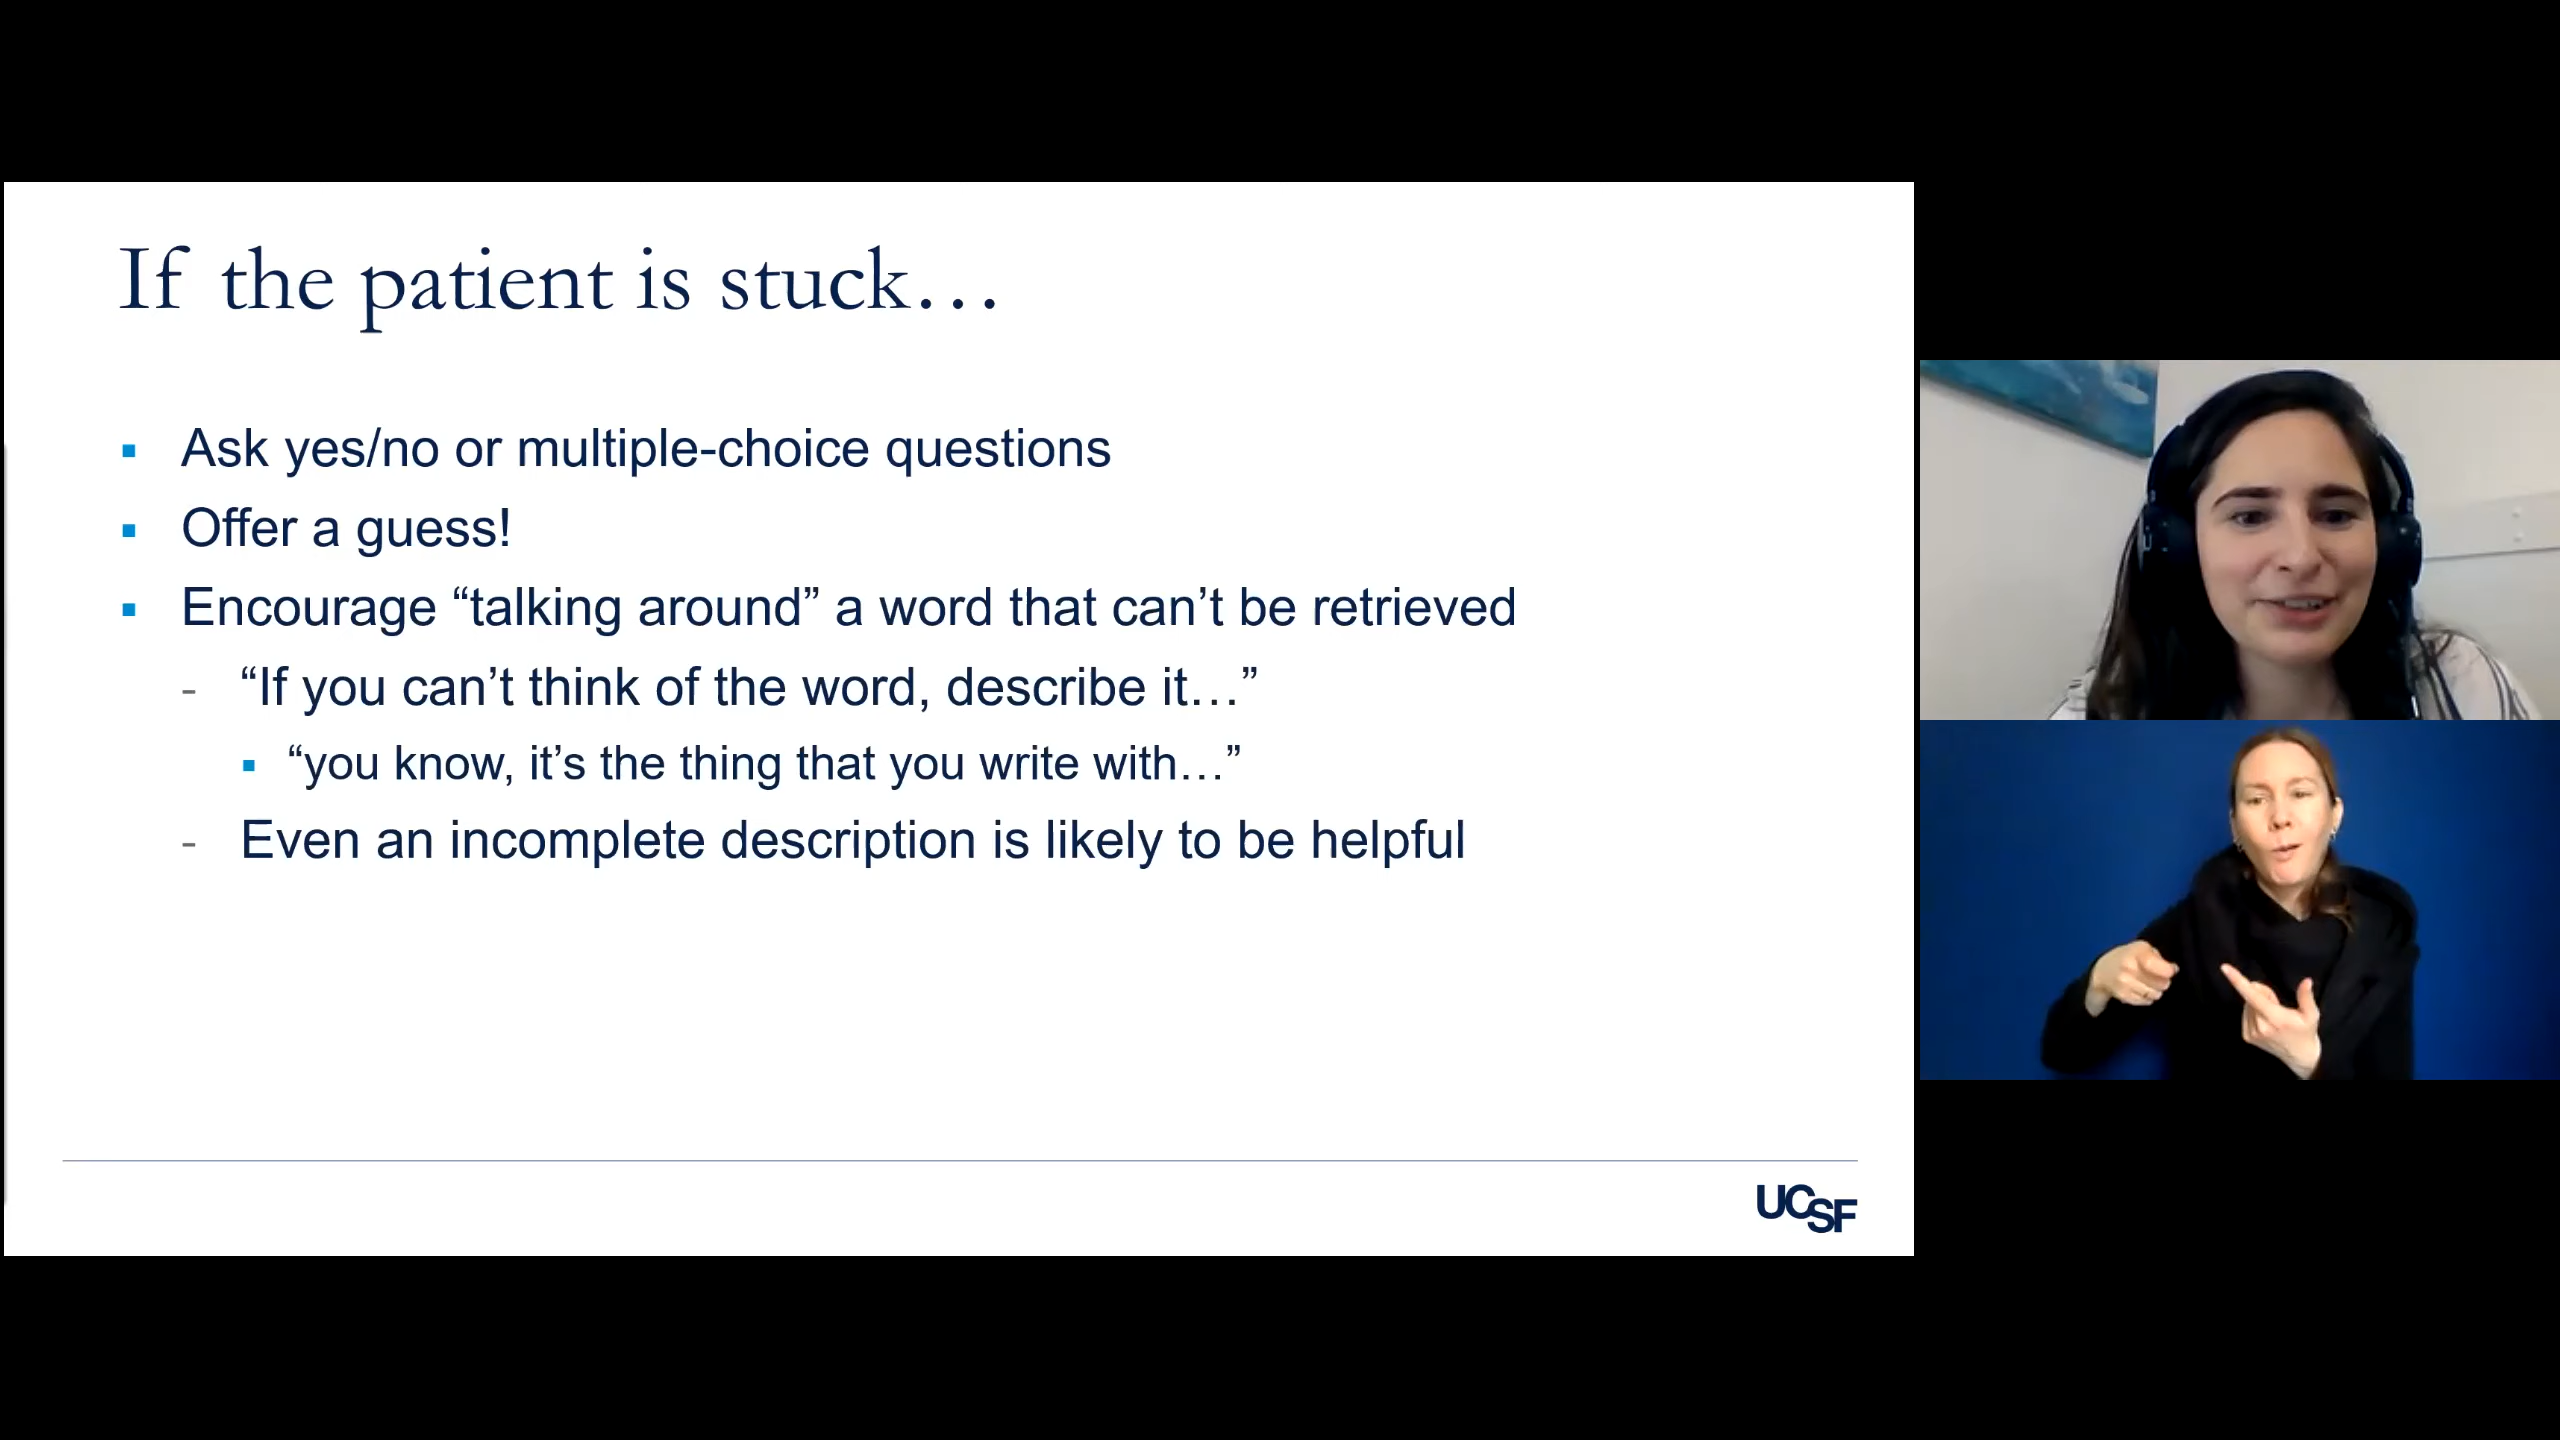 If the patient is stuck…
▪ Ask yes/no or multiple-choice questions
▪ Offer a guess!
▪ Encourage “talking around” a word that can’t be retrieved
- “If you can’t think of the word, describe it…”
▪ “you know, it’s the thing that you write with…”
- Even an incomplete description is likely to be helpful
UCSF